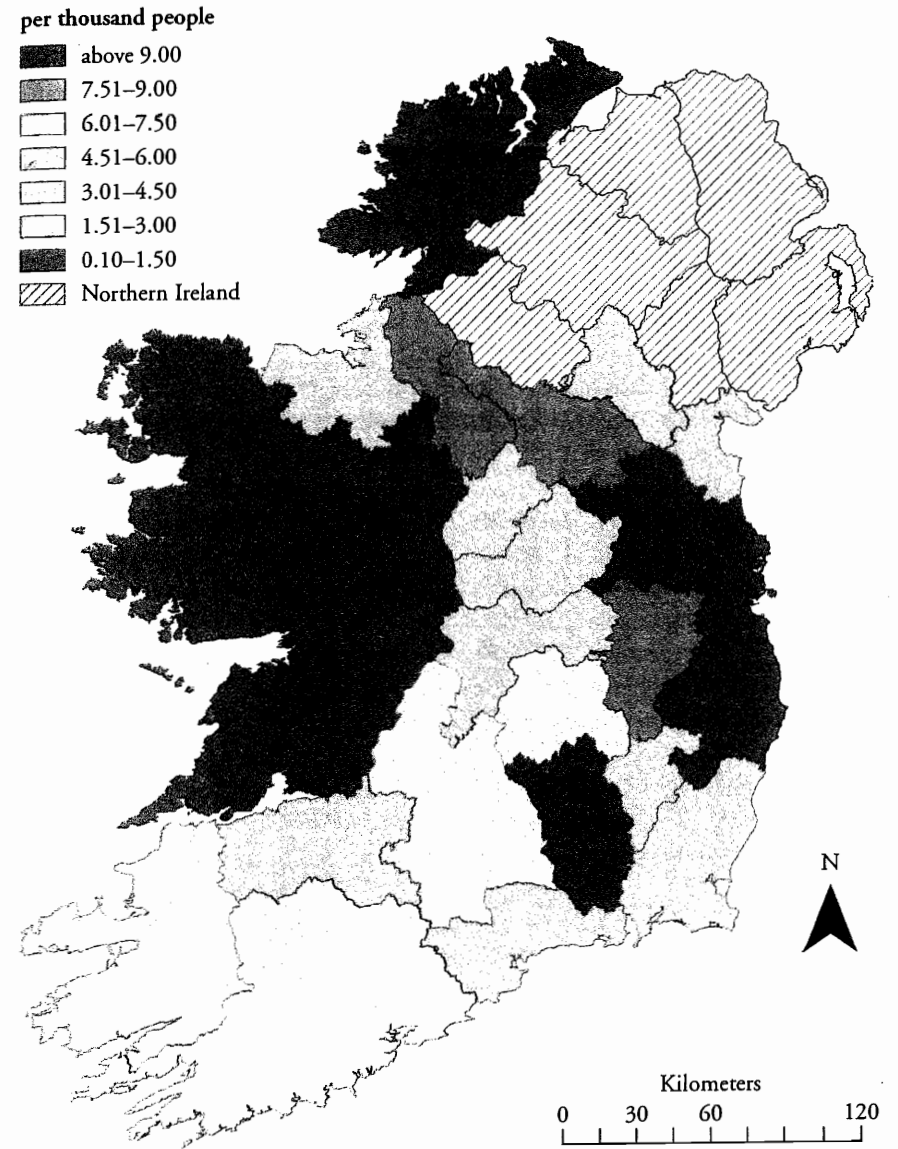 per thousand people
above 9.00
7.51–9.00
6.01–7.50
4.51–6.00
3.01–4.50
1.51–3.00
0.10–1.50
Northern Ireland
N
Kilometers
0 30 60 120